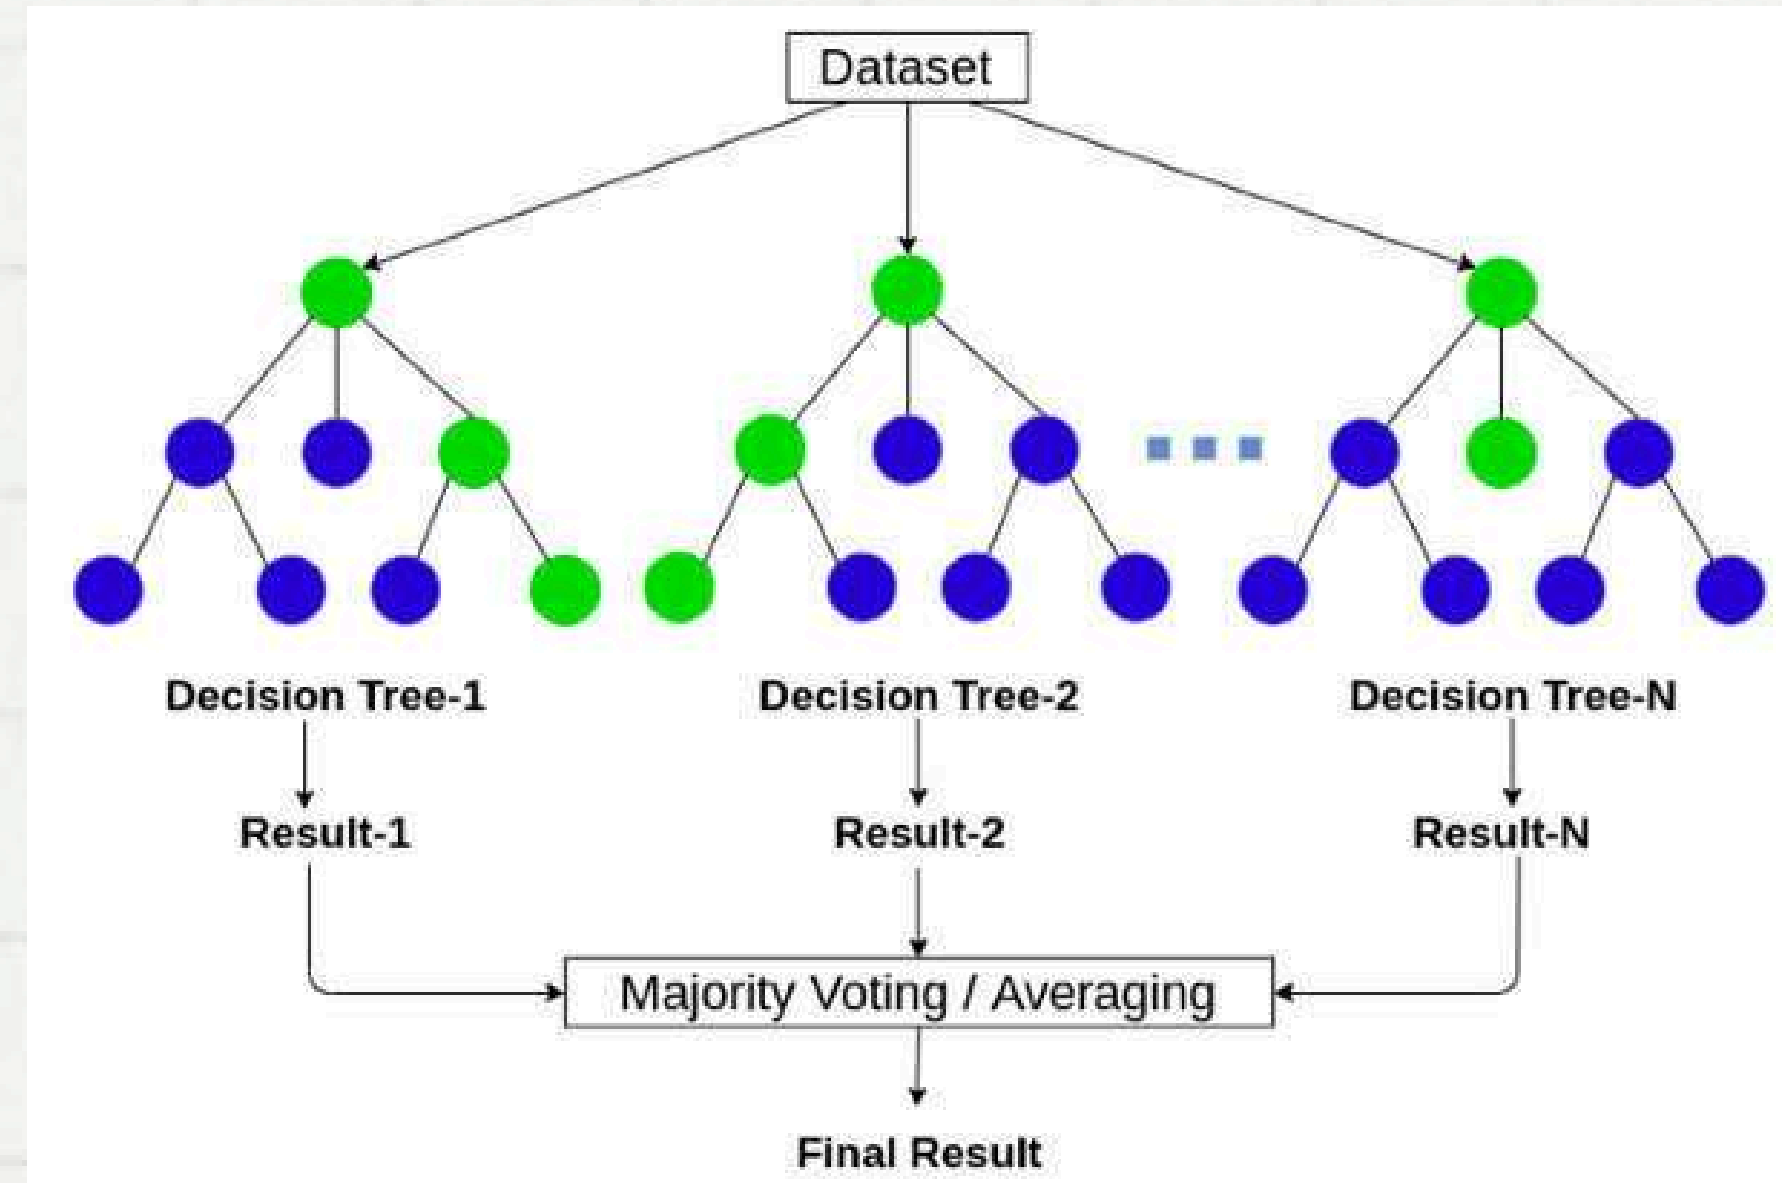 Dataset
Decision Tree-1
Decision Tree-2
Decision Tree-N
Result-1
Result-2
Result-N
Majority Voting / Averaging
Final Result